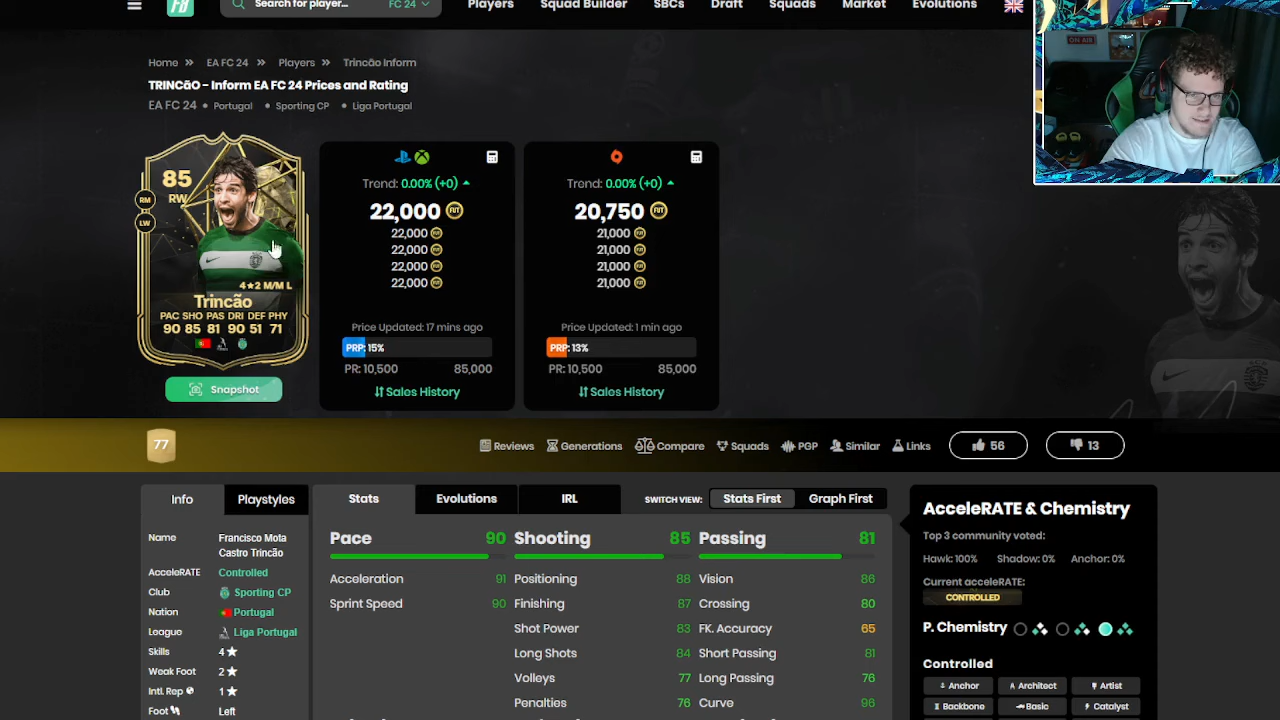 Search for player...
FC 24
Players
Squad Builder
SBCs
Draft
Squads
Market
Evolutions
ON AIR
Home » EA FC 24 » Players » Trincão Inform
TRINCãO - Inform EA FC 24 Prices and Rating
EA FC 24 • Portugal • Sporting CP • Liga Portugal
85
RW
RM
LW
4★2 M/M L
Trincão
PAC SHO PAS DRI DEF PHY
90 85 81 90 51 71
Snapshot
Trend: 0.00% (+0)
22,000
22,000
22,000
22,000
22,000
Price Updated: 17 mins ago
PRP: 15%
PR: 10,500 85,000
Sales History
Trend: 0.00% (+0)
20,750
21,000
21,000
21,000
21,000
Price Updated: 1 min ago
PRP: 13%
PR: 10,500 85,000
Sales History
77
Reviews
Generations
Compare
Squads
PGP
Similar
Links
56
13
Info
Playstyles
Name Francisco Mota
Castro Trincão
AcceleRATE Controlled
Club Sporting CP
Nation Portugal
League Liga Portugal
Skills 4★
Weak Foot 2★
Intl. Rep 1★
Foot Left
Stats
Evolutions
IRL
SWITCH VIEW:
Stats First
Graph First
Pace 90
Acceleration 91
Sprint Speed 90
Shooting 85
Positioning 88
Finishing 87
Shot Power 83
Long Shots 84
Volleys 77
Penalties 76
Passing 81
Vision 86
Crossing 80
FK. Accuracy 65
Short Passing 81
Long Passing 76
Curve 96
AcceleRATE & Chemistry
Top 3 community voted:
Hawk: 100% Shadow: 0% Anchor: 0%
Current acceleRATE:
CONTROLLED
P. Chemistry
Controlled
Anchor
Architect
Artist
Backbone
Basic
Catalyst